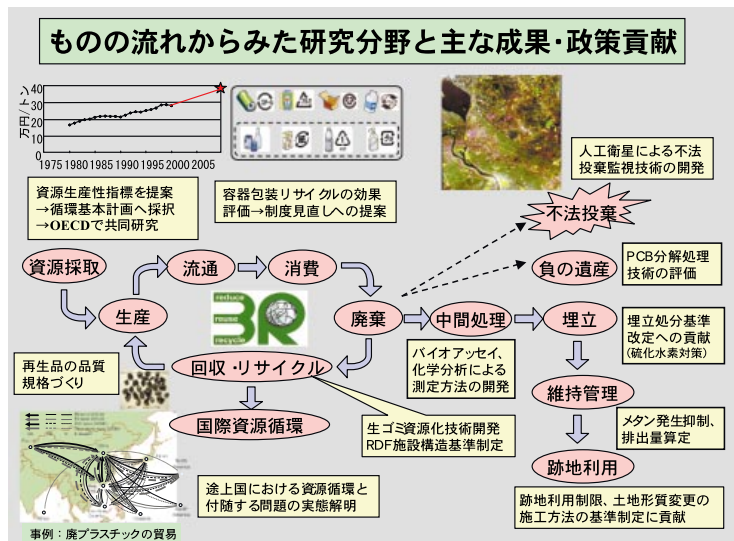 ものの流れからみた研究分野と主な成果・政策貢献
万円/トン
40
30
20
10
0
1975 1980 1985 1990 1995 2000 2005
人工衛星による不法
投棄監視技術の開発
資源生産性指標を提案
→循環基本計画へ採択
→OECDで共同研究
容器包装リサイクルの効果
評価→制度見直しへの提案
不法投棄
資源採取
流通
消費
負の遺産
PCB分解処理
技術の評価
reduce
reuse
recycle
3R
生産
廃棄
中間処理
埋立
埋立処分基準
改定への貢献
(硫化水素対策)
再生品の品質
規格づくり
回収・リサイクル
バイオアッセイ、
化学分析による
測定方法の開発
維持管理
国際資源循環
生ゴミ資源化技術開発
RDF施設構造基準制定
メタン発生抑制、
排出量算定
跡地利用
途上国における資源循環と
付随する問題の実態解明
跡地利用制限、土地形質変更の
施工方法の基準制定に貢献
事例：廃プラスチックの貿易